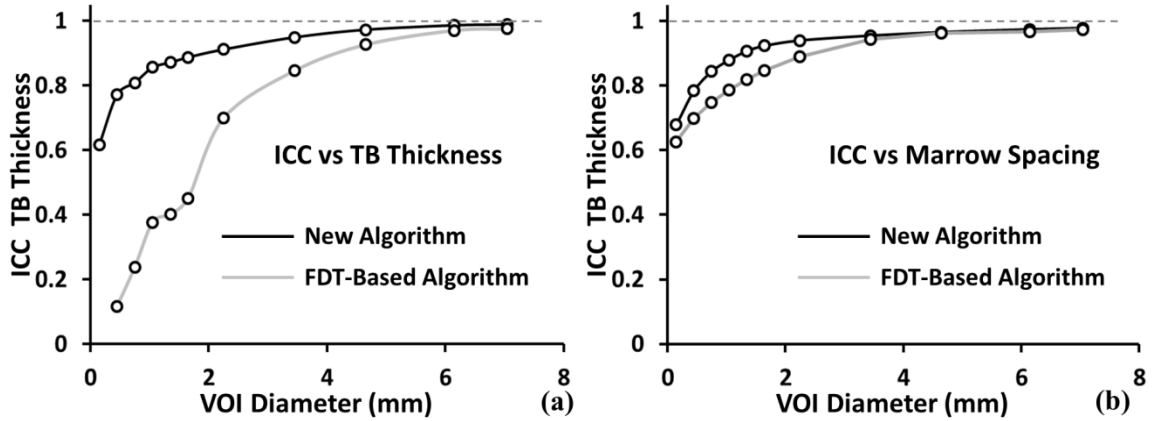 ICC TB Thickness
1
0.8
0.6
0.4
0.2
0
ICC vs TB Thickness
New Algorithm
FDT-Based Algorithm
0 2 4 6 8
VOI Diameter (mm)
(a)
ICC TB Thickness
1
0.8
0.6
0.4
0.2
0
ICC vs Marrow Spacing
New Algorithm
FDT-Based Algorithm
0 2 4 6 8
VOI Diameter (mm)
(b)